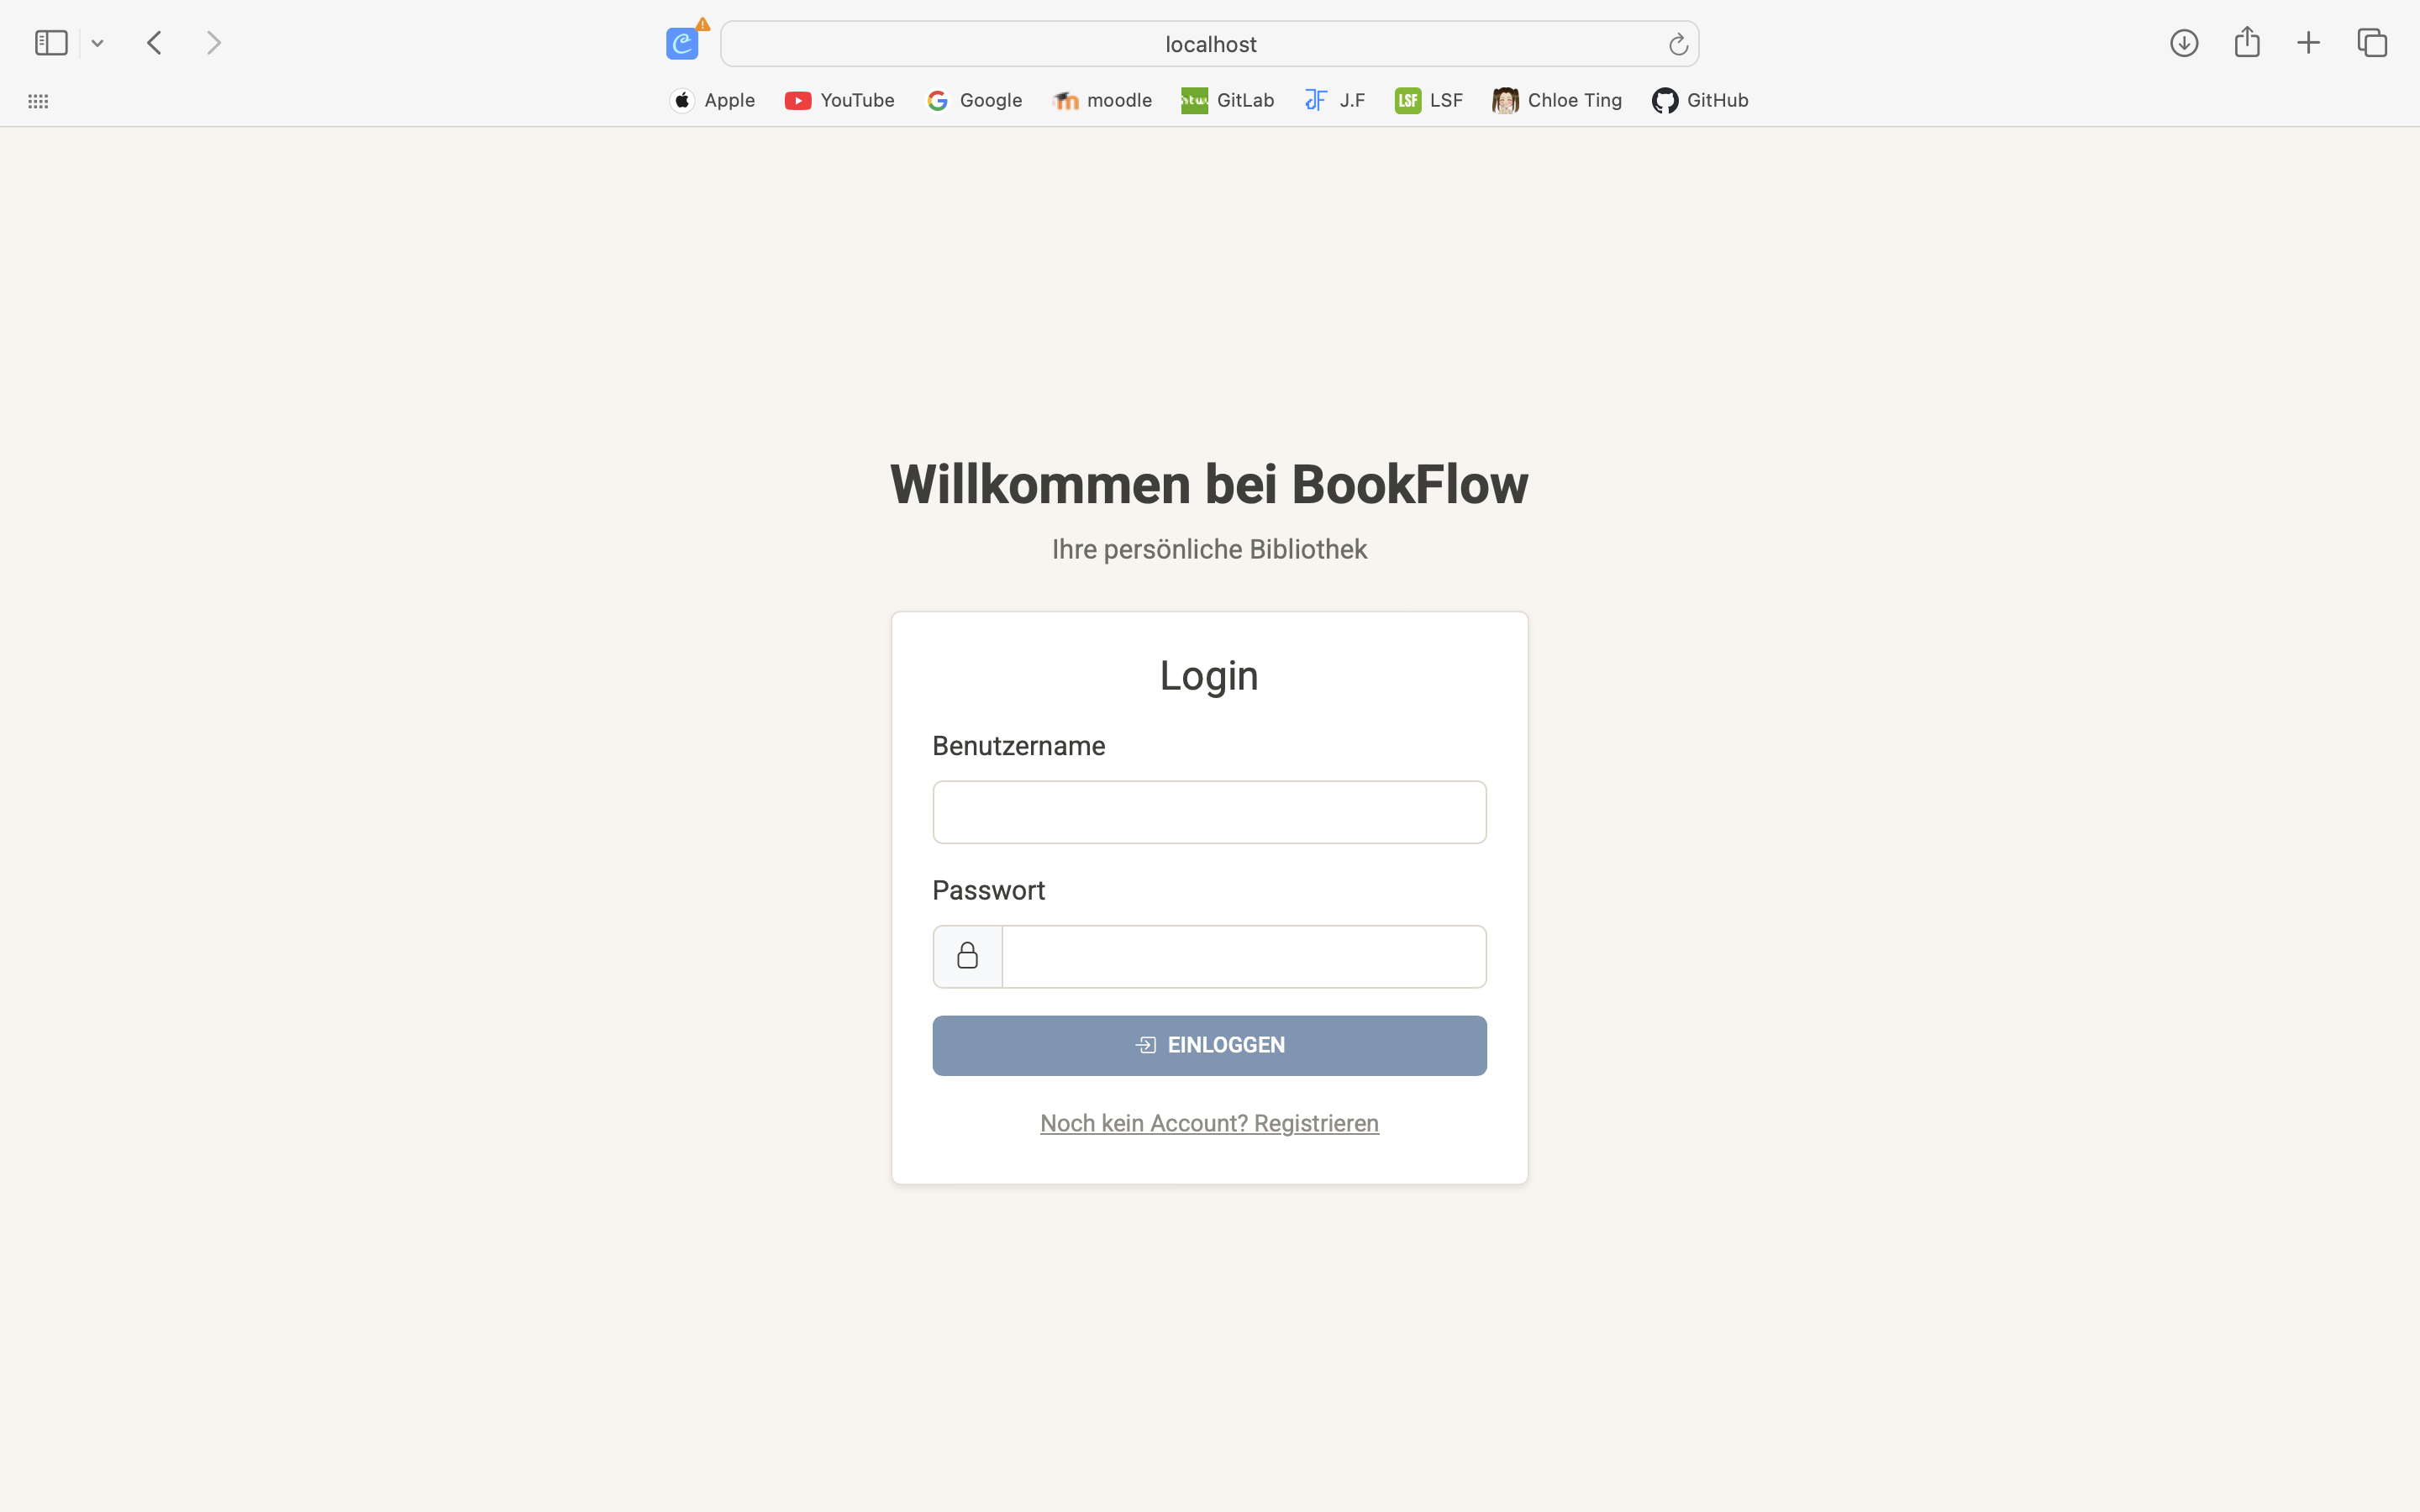 localhost
Apple YouTube Google moodle GitLab J.F LSF LSF Chloe Ting GitHub
Willkommen bei BookFlow
Ihre persönliche Bibliothek
Login
Benutzername
Passwort
EINLOGGEN
Noch kein Account? Registrieren